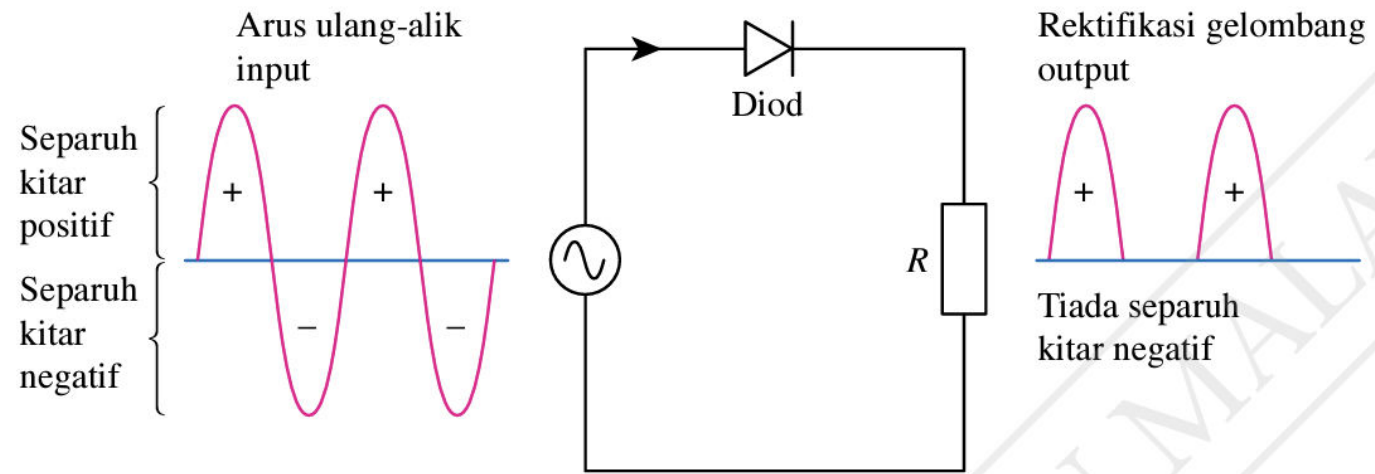 Arus ulang-alik
input
Separuh
kitar
positif
+
+
Separuh
kitar
negatif
–
–
Diod
R
Rektifikasi gelombang
output
+
+
Tiada separuh
kitar negatif